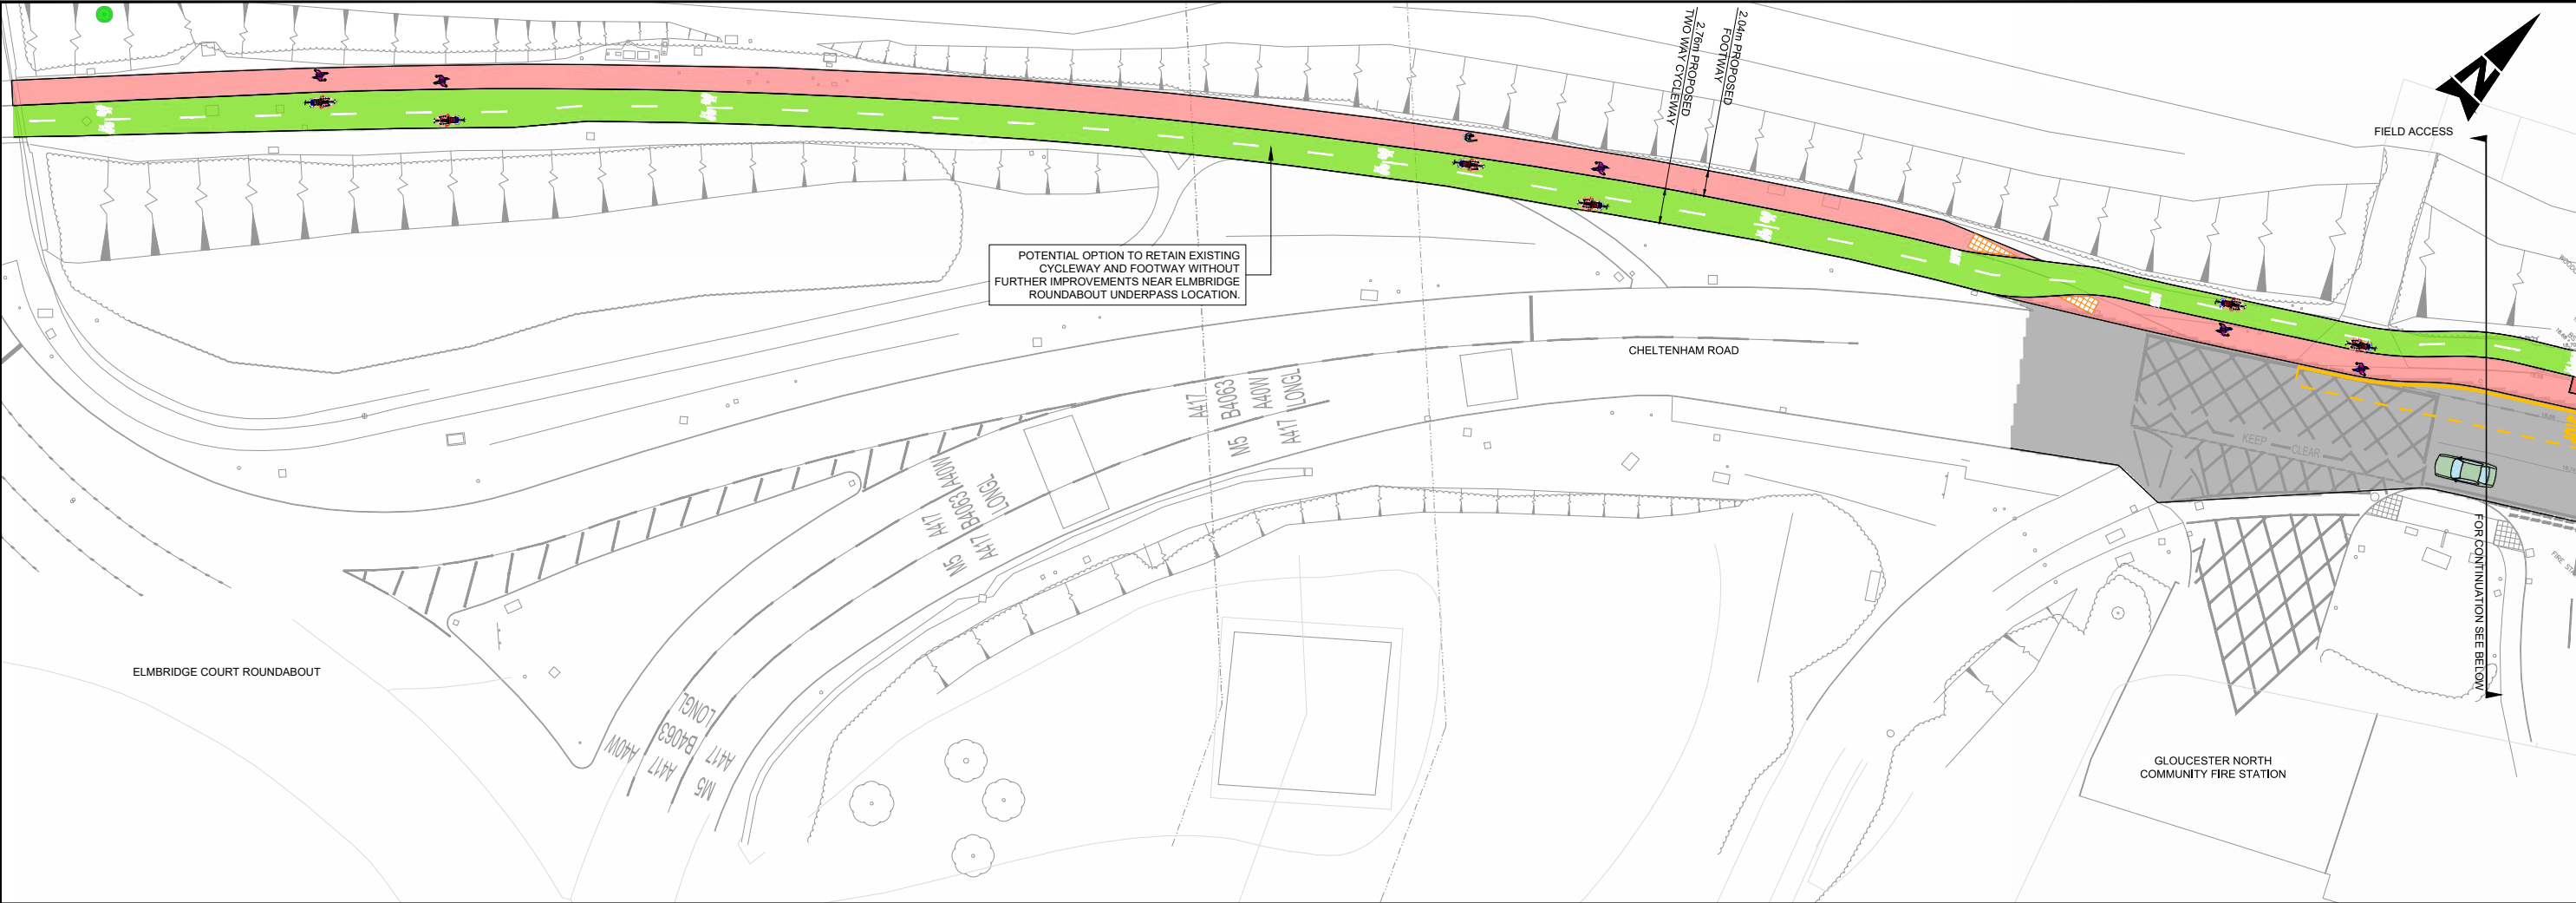 2.04m PROPOSED
FOOTWAY
2.76m PROPOSED
TWO WAY CYCLEWAY
N
FIELD ACCESS
POTENTIAL OPTION TO RETAIN EXISTING
CYCLEWAY AND FOOTWAY WITHOUT
FURTHER IMPROVEMENTS NEAR ELMBRIDGE
ROUNDABOUT UNDERPASS LOCATION.
CHELTENHAM ROAD
A417
B4063
A40W
LONGL
M5
A417
KEEP CLEAR
A40W
LONGL
A417 B4063
M5
A417
FOR CONTINUATION SEE BELOW
ELMBRIDGE COURT ROUNDABOUT
LONGL
B4063
A40W
A417
A417
M5
GLOUCESTER NORTH
COMMUNITY FIRE STATION